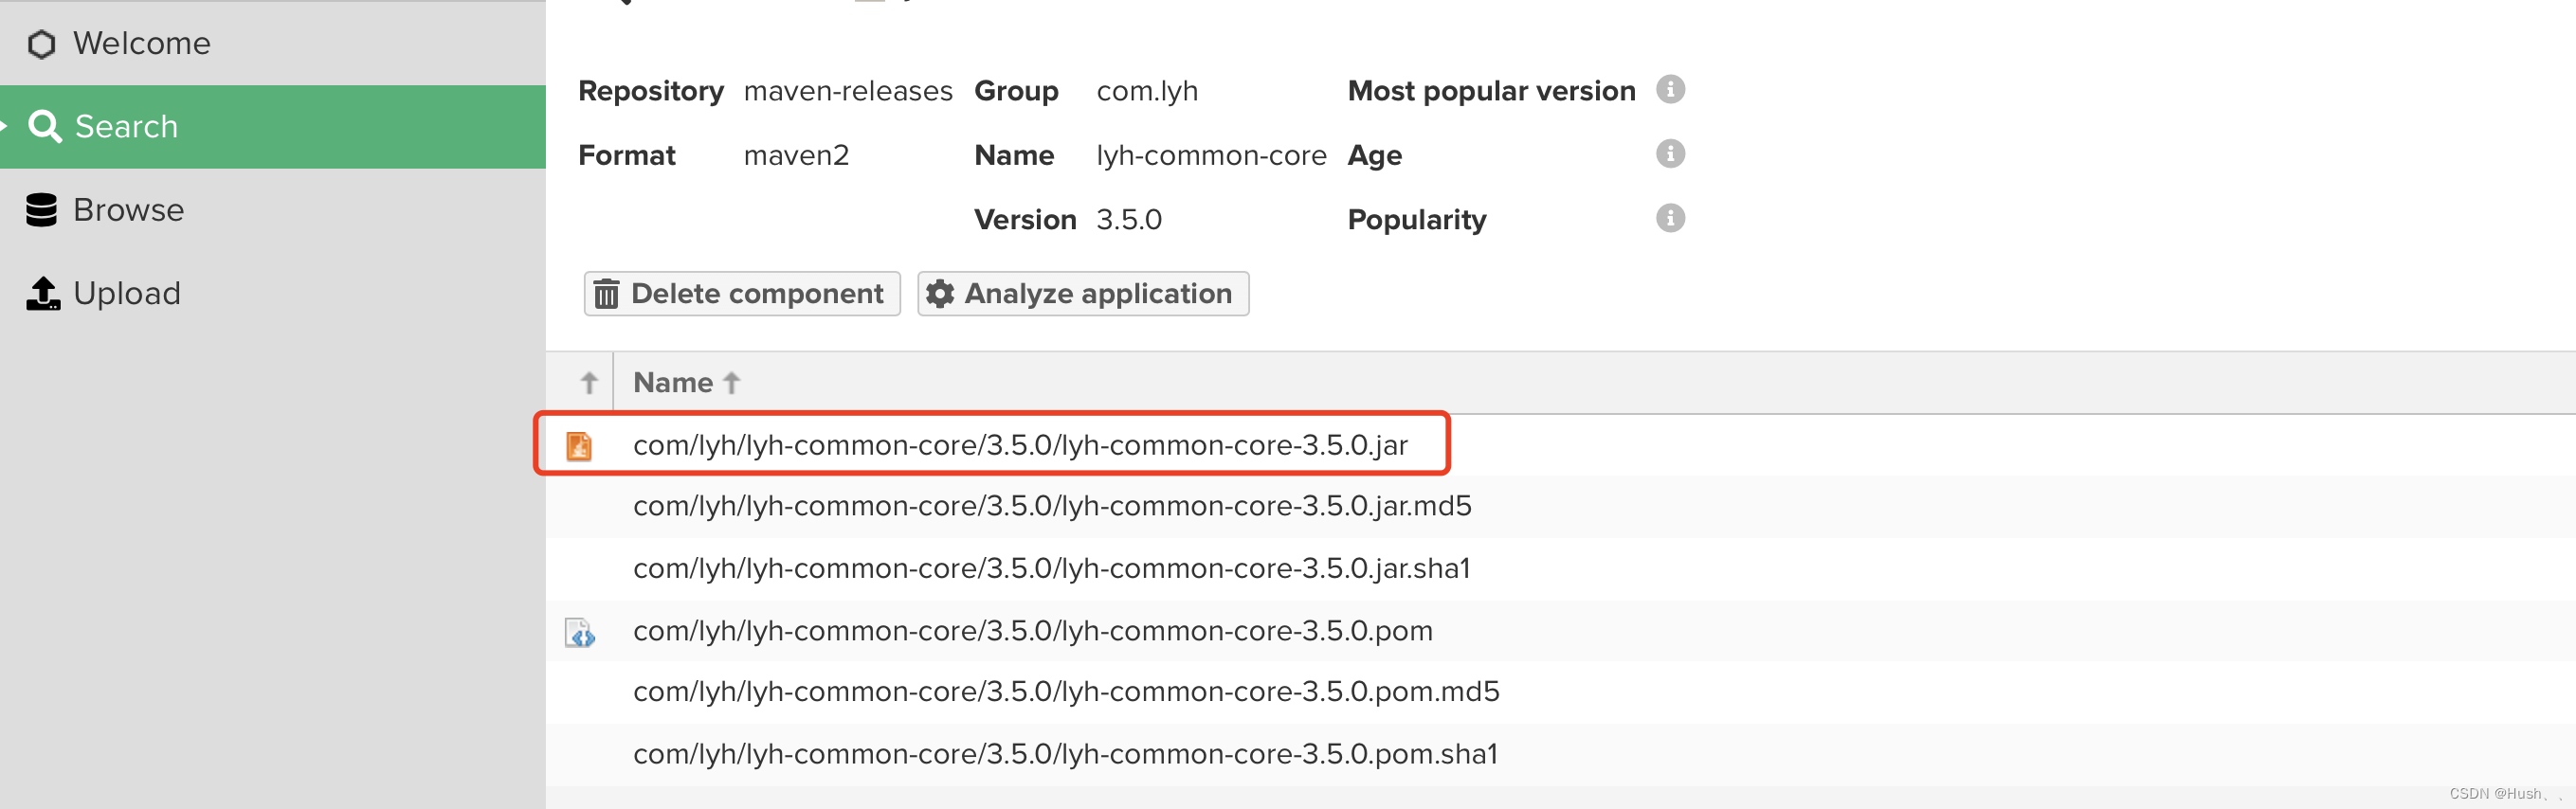 Welcome
Search
Browse
Upload
Repository maven-releases Group com.lyh Most popular version
Format maven2 Name lyh-common-core Age
Version 3.5.0 Popularity
Delete component Analyze application
Name
com/lyh/lyh-common-core/3.5.0/lyh-common-core-3.5.0.jar
com/lyh/lyh-common-core/3.5.0/lyh-common-core-3.5.0.jar.md5
com/lyh/lyh-common-core/3.5.0/lyh-common-core-3.5.0.jar.sha1
com/lyh/lyh-common-core/3.5.0/lyh-common-core-3.5.0.pom
com/lyh/lyh-common-core/3.5.0/lyh-common-core-3.5.0.pom.md5
com/lyh/lyh-common-core/3.5.0/lyh-common-core-3.5.0.pom.sha1
CSDN @Hush、、